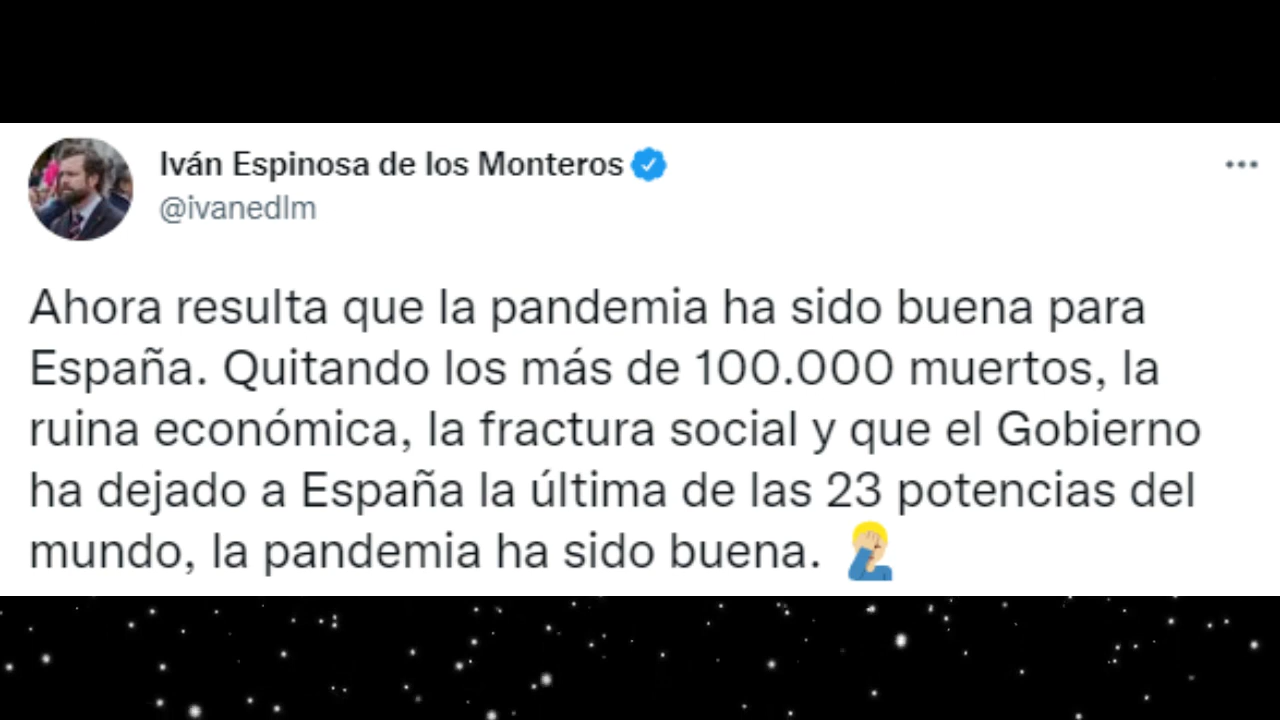 Iván Espinosa de los Monteros
@ivanedlm
Ahora resulta que la pandemia ha sido buena para
España. Quitando los más de 100.000 muertos, la
ruina económica, la fractura social y que el Gobierno
ha dejado a España la última de las 23 potencias del
mundo, la pandemia ha sido buena. 🤦🏼‍♂️